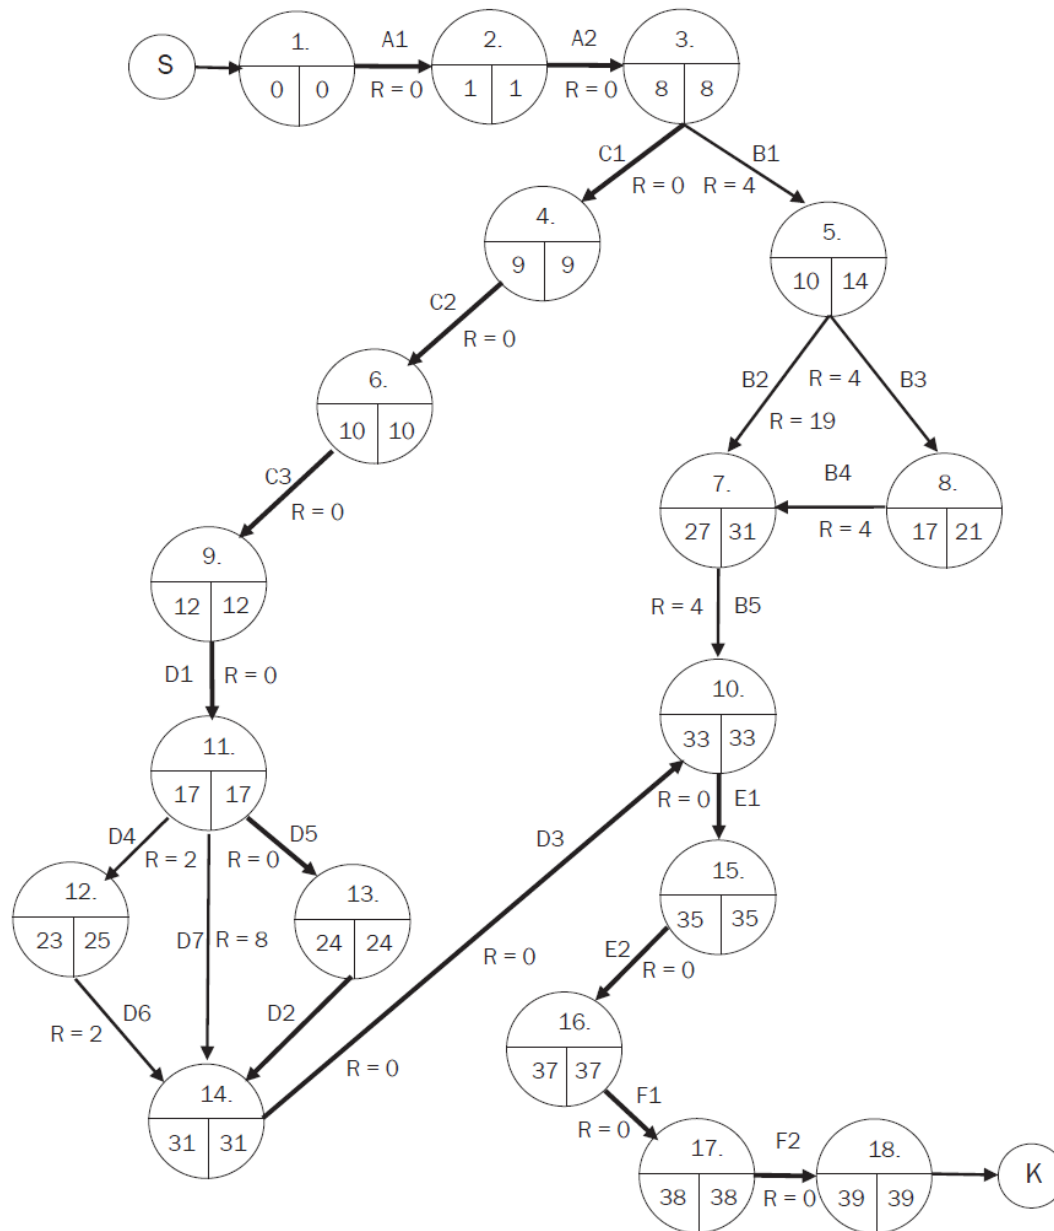 1.
A1
2.
A2
3.
S
0 0
R = 0
1 1
R = 0
8 8
C1
B1
R = 0
R = 4
4.
9 9
5.
10 14
C2
R = 0
6.
10 10
B2
R = 4
B3
R = 19
C3
R = 0
7.
27 31
B4
R = 4
8.
17 21
9.
12 12
R = 4
B5
D1
R = 0
10.
33 33
11.
17 17
R = 0
E1
D4
R = 2
R = 0
D5
D3
12.
23 25
13.
24 24
15.
35 35
D7
R = 8
R = 0
E2
R = 0
D6
R = 2
D2
R = 0
16.
37 37
14.
31 31
F1
R = 0
17.
38 38
F2
R = 0
18.
39 39
K